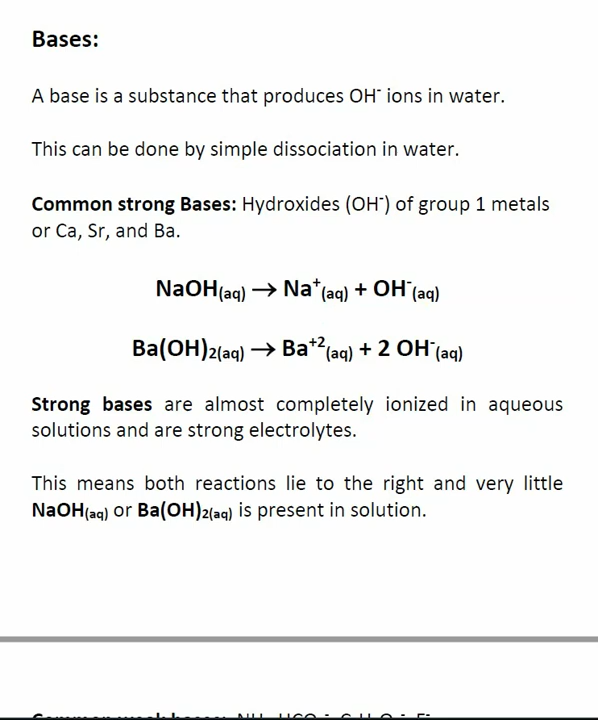 Bases:
A base is a substance that produces OH⁻ ions in water.
This can be done by simple dissociation in water.
Common strong Bases: Hydroxides (OH⁻) of group 1 metals
or Ca, Sr, and Ba.
NaOH(aq) → Na⁺(aq) + OH⁻(aq)
Ba(OH)2(aq) → Ba⁺²(aq) + 2 OH⁻(aq)
Strong bases are almost completely ionized in aqueous
solutions and are strong electrolytes.
This means both reactions lie to the right and very little
NaOH(aq) or Ba(OH)2(aq) is present in solution.
Common weak bases: